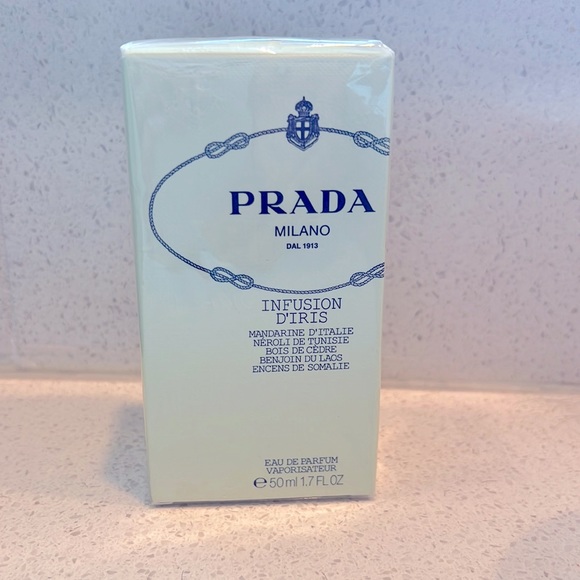 PRADA
MILANO
DAL 1913
INFUSION
D'IRIS
MANDARINE D'ITALIE
NÉROLI DE TUNISIE
BOIS DE CÈDRE
BENJOIN DU LAOS
ENCENS DE SOMALIE
EAU DE PARFUM
VAPORISATEUR
℮50ml 1.7 FL OZ